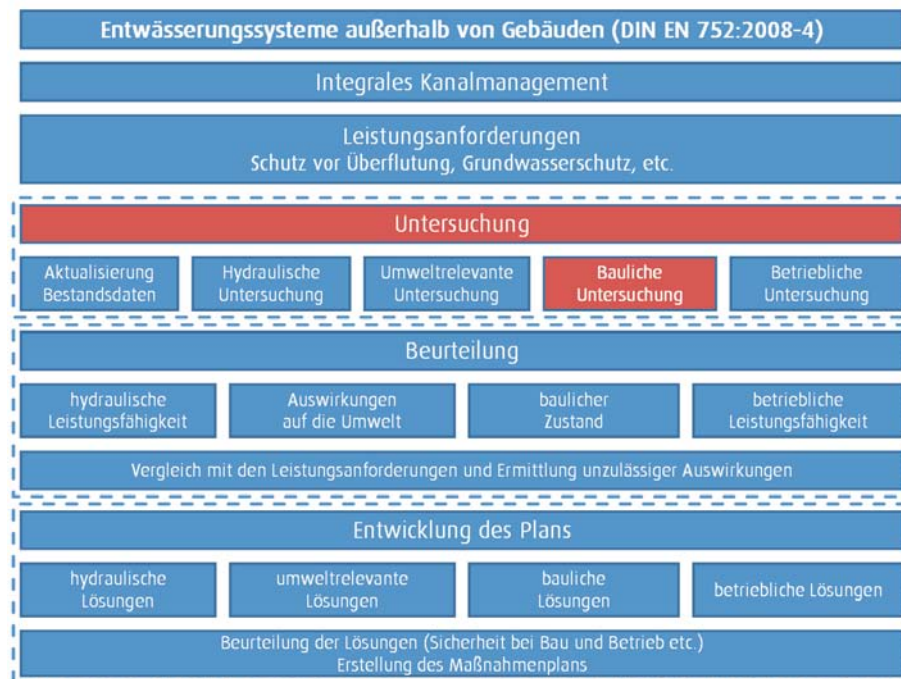 Entwässerungssysteme außerhalb von Gebäuden (DIN EN 752:2008-4)
Integrales Kanalmanagement
Leistungsanforderungen
Schutz vor Überflutung, Grundwasserschutz, etc.
Untersuchung
Aktualisierung
Bestandsdaten
Hydraulische
Untersuchung
Umweltrelevante
Untersuchung
Bauliche
Untersuchung
Betriebliche
Untersuchung
Beurteilung
hydraulische
Leistungsfähigkeit
Auswirkungen
auf die Umwelt
baulicher
Zustand
betriebliche
Leistungsfähigkeit
Vergleich mit den Leistungsanforderungen und Ermittlung unzulässiger Auswirkungen
Entwicklung des Plans
hydraulische
Lösungen
umweltrelevante
Lösungen
bauliche
Lösungen
betriebliche Lösungen
Beurteilung der Lösungen (Sicherheit bei Bau und Betrieb etc.)
Erstellung des Maßnahmenplans